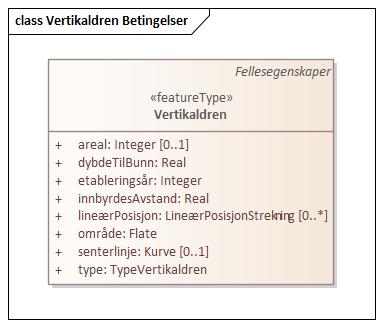 class Vertikaldren Betingelser
Fellesegenskaper
«featureType»
Vertikaldren
+ areal: Integer [0..1]
+ dybdeTilBunn: Real
+ etableringsår: Integer
+ innbyrdesAvstand: Real
+ lineærPosisjon: LineærPosisjonStrekning [0..*]
+ område: Flate
+ senterlinje: Kurve [0..1]
+ type: TypeVertikaldren